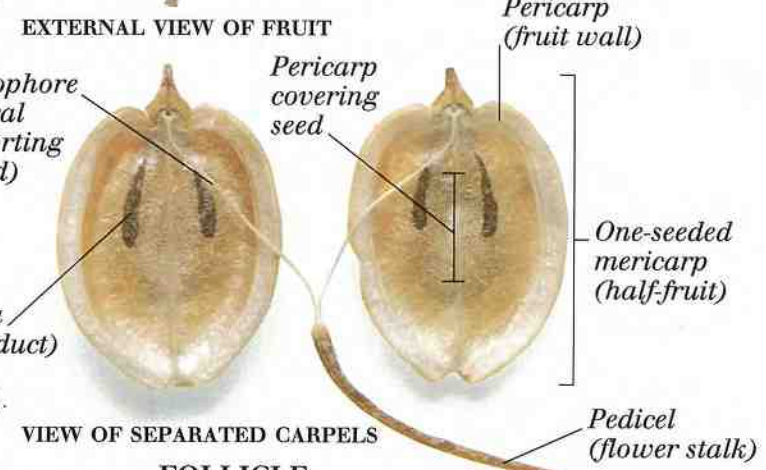 EXTERNAL VIEW OF FRUIT
Pericarp
(fruit wall)
Pericarp
covering
seed
ophore
al
rting
d)
One-seeded
mericarp
(half-fruit)
duct)
VIEW OF SEPARATED CARPELS
Pedicel
(flower stalk)
FOLLICLE